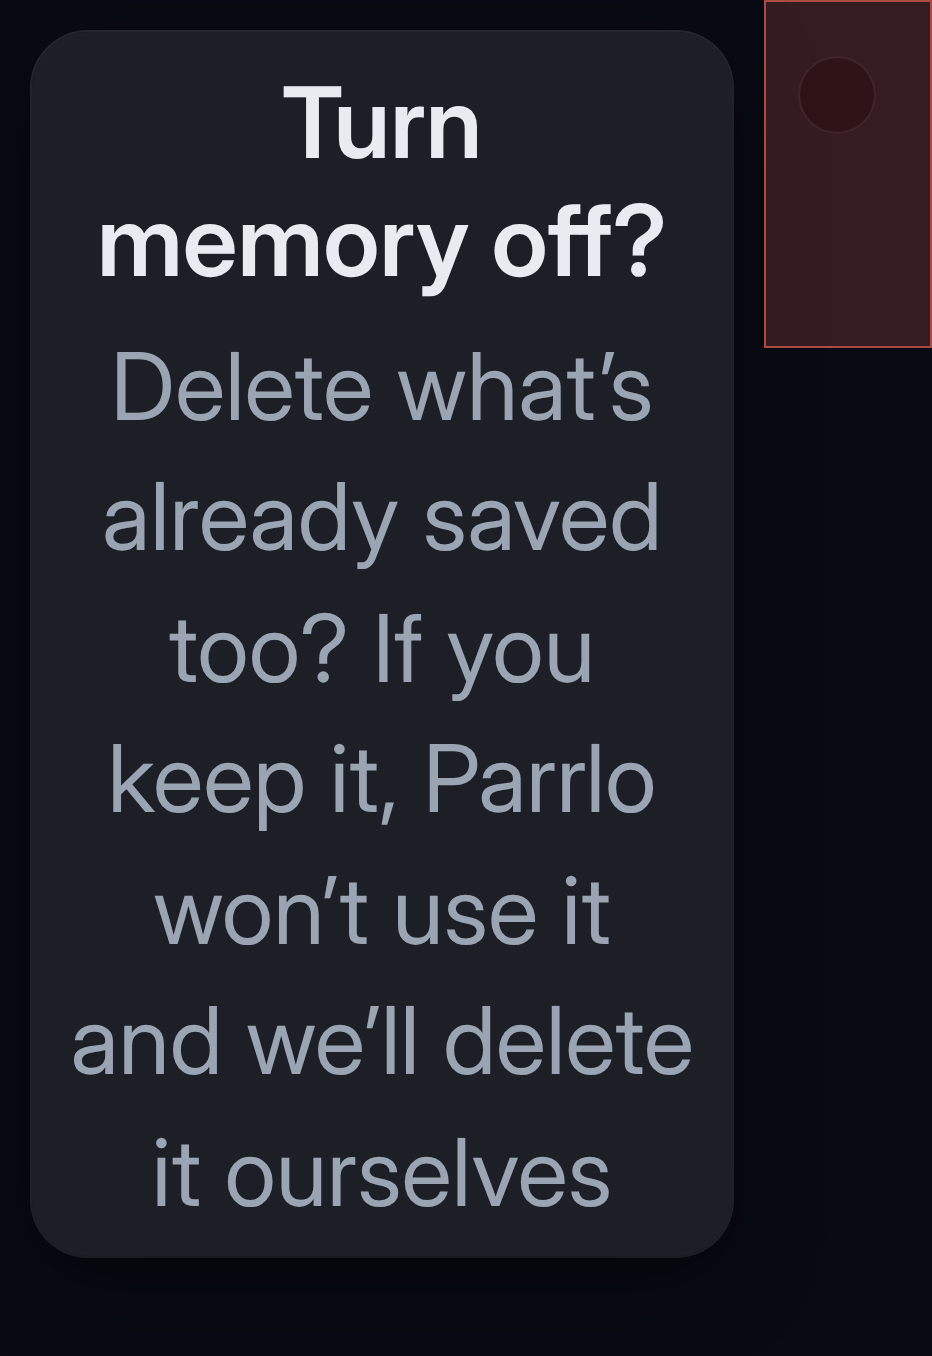 Turn
memory off?
Delete what’s
already saved
too? If you
keep it, Parrlo
won’t use it
and we’ll delete
it ourselves